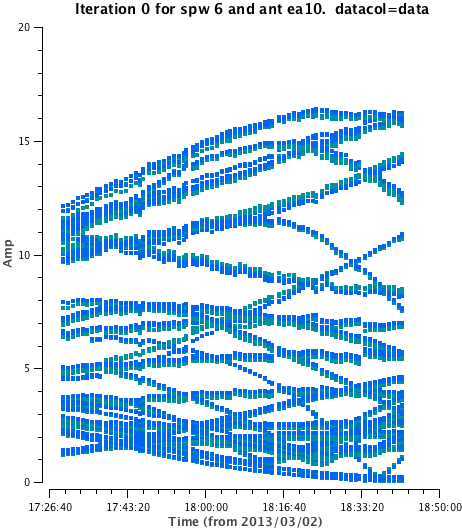 Iteration 0 for spw 6 and ant ea10.  datacol=data
20
15
10
5
0
Amp
17:26:40 17:43:20 18:00:00 18:16:40 18:33:20 18:50:00
Time (from 2013/03/02)